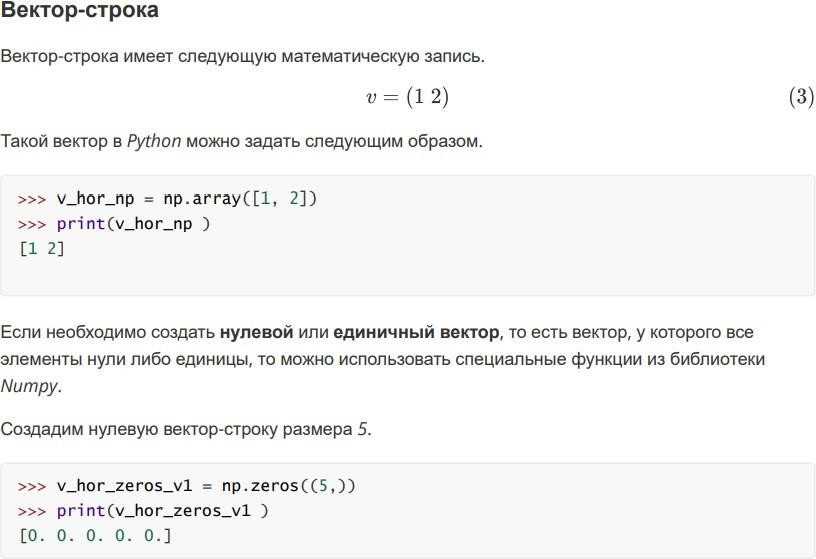 Вектор-строка
Вектор-строка имеет следующую математическую запись.
v = (1 2) (3)
Такой вектор в Python можно задать следующим образом.
>>> v_hor_np = np.array([1, 2])
>>> print(v_hor_np )
[1 2]
Если необходимо создать нулевой или единичный вектор, то есть вектор, у которого все
элементы нули либо единицы, то можно использовать специальные функции из библиотеки
Numpy.
Создадим нулевую вектор-строку размера 5.
>>> v_hor_zeros_v1 = np.zeros((5,))
>>> print(v_hor_zeros_v1 )
[0. 0. 0. 0. 0.]